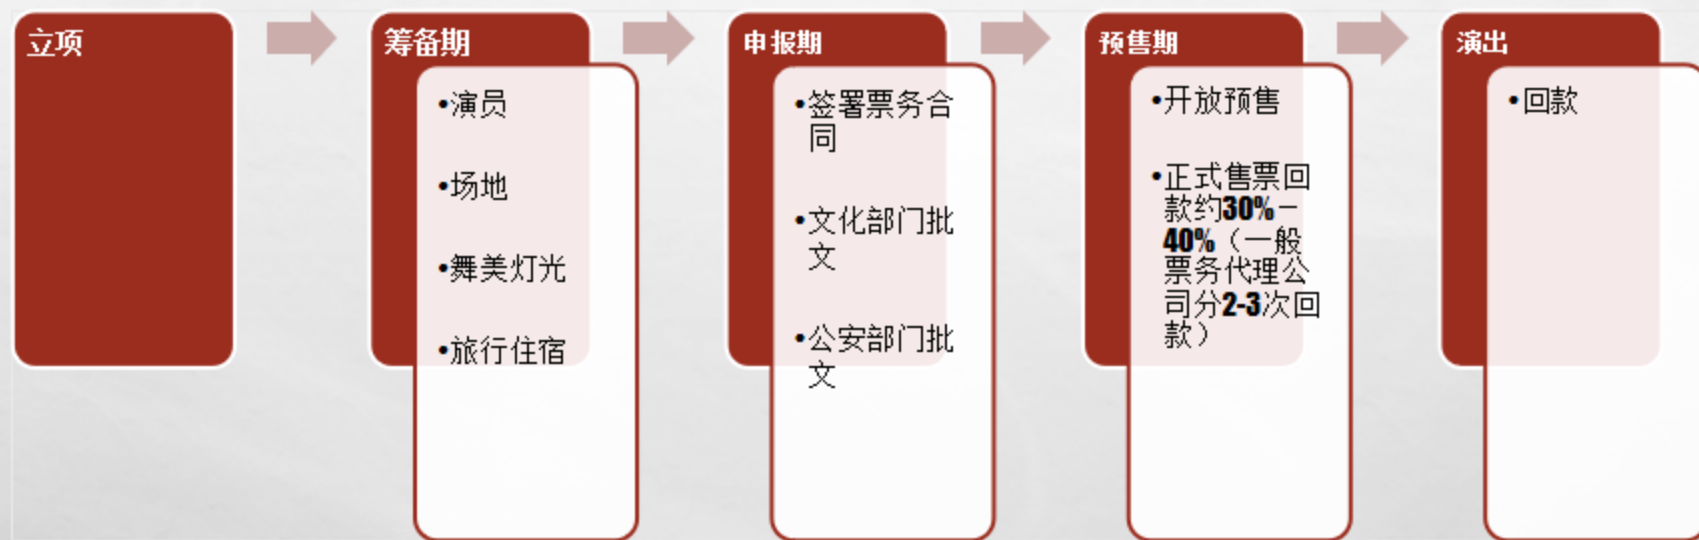 立项
筹备期
•演员
•场地
•舞美灯光
•旅行住宿
申报期
•签署票务合
同
•文化部门批
文
•公安部门批
文
预售期
•开放预售
•正式售票回
款约30%－
40%（一般
票务代理公
司分2-3次回
款）
演出
•回款